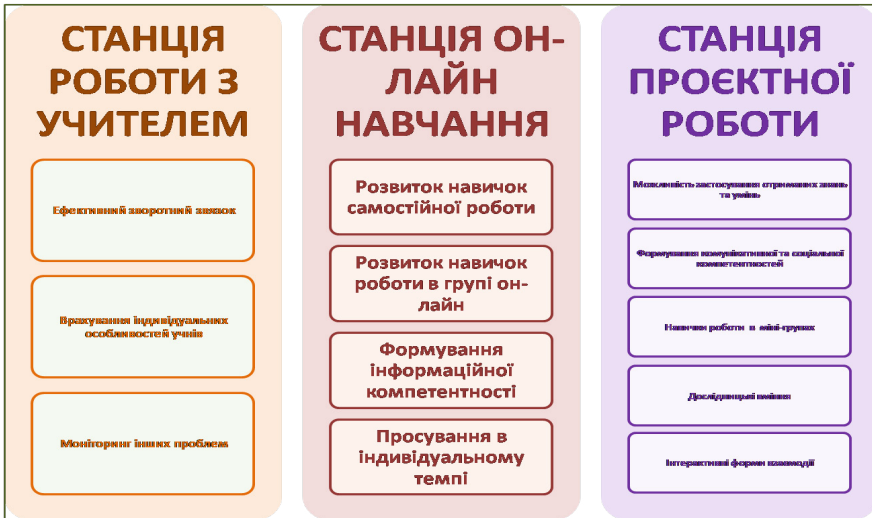 СТАНЦІЯ
РОБОТИ З
УЧИТЕЛЕМ
Ефективний зворотний звязок
Врахування індивідуальних
особливостей учнів
Моніторинг інших проблем
СТАНЦІЯ ОН-
ЛАЙН
НАВЧАННЯ
Розвиток навичок
самостійної роботи
Розвиток навичок
роботи в групі он-
лайн
Формування
інформаційної
компетентності
Просування в
індивідуальному
темпі
СТАНЦІЯ
ПРОЄКТНОЇ
РОБОТИ
Можливість застосування отриманих знань
та умінь
Формування комунікативної та соціальної
компетентностей
Навички роботи в міні-групах
Дослідницькі вміння
Інтерактивні форми взаємодії